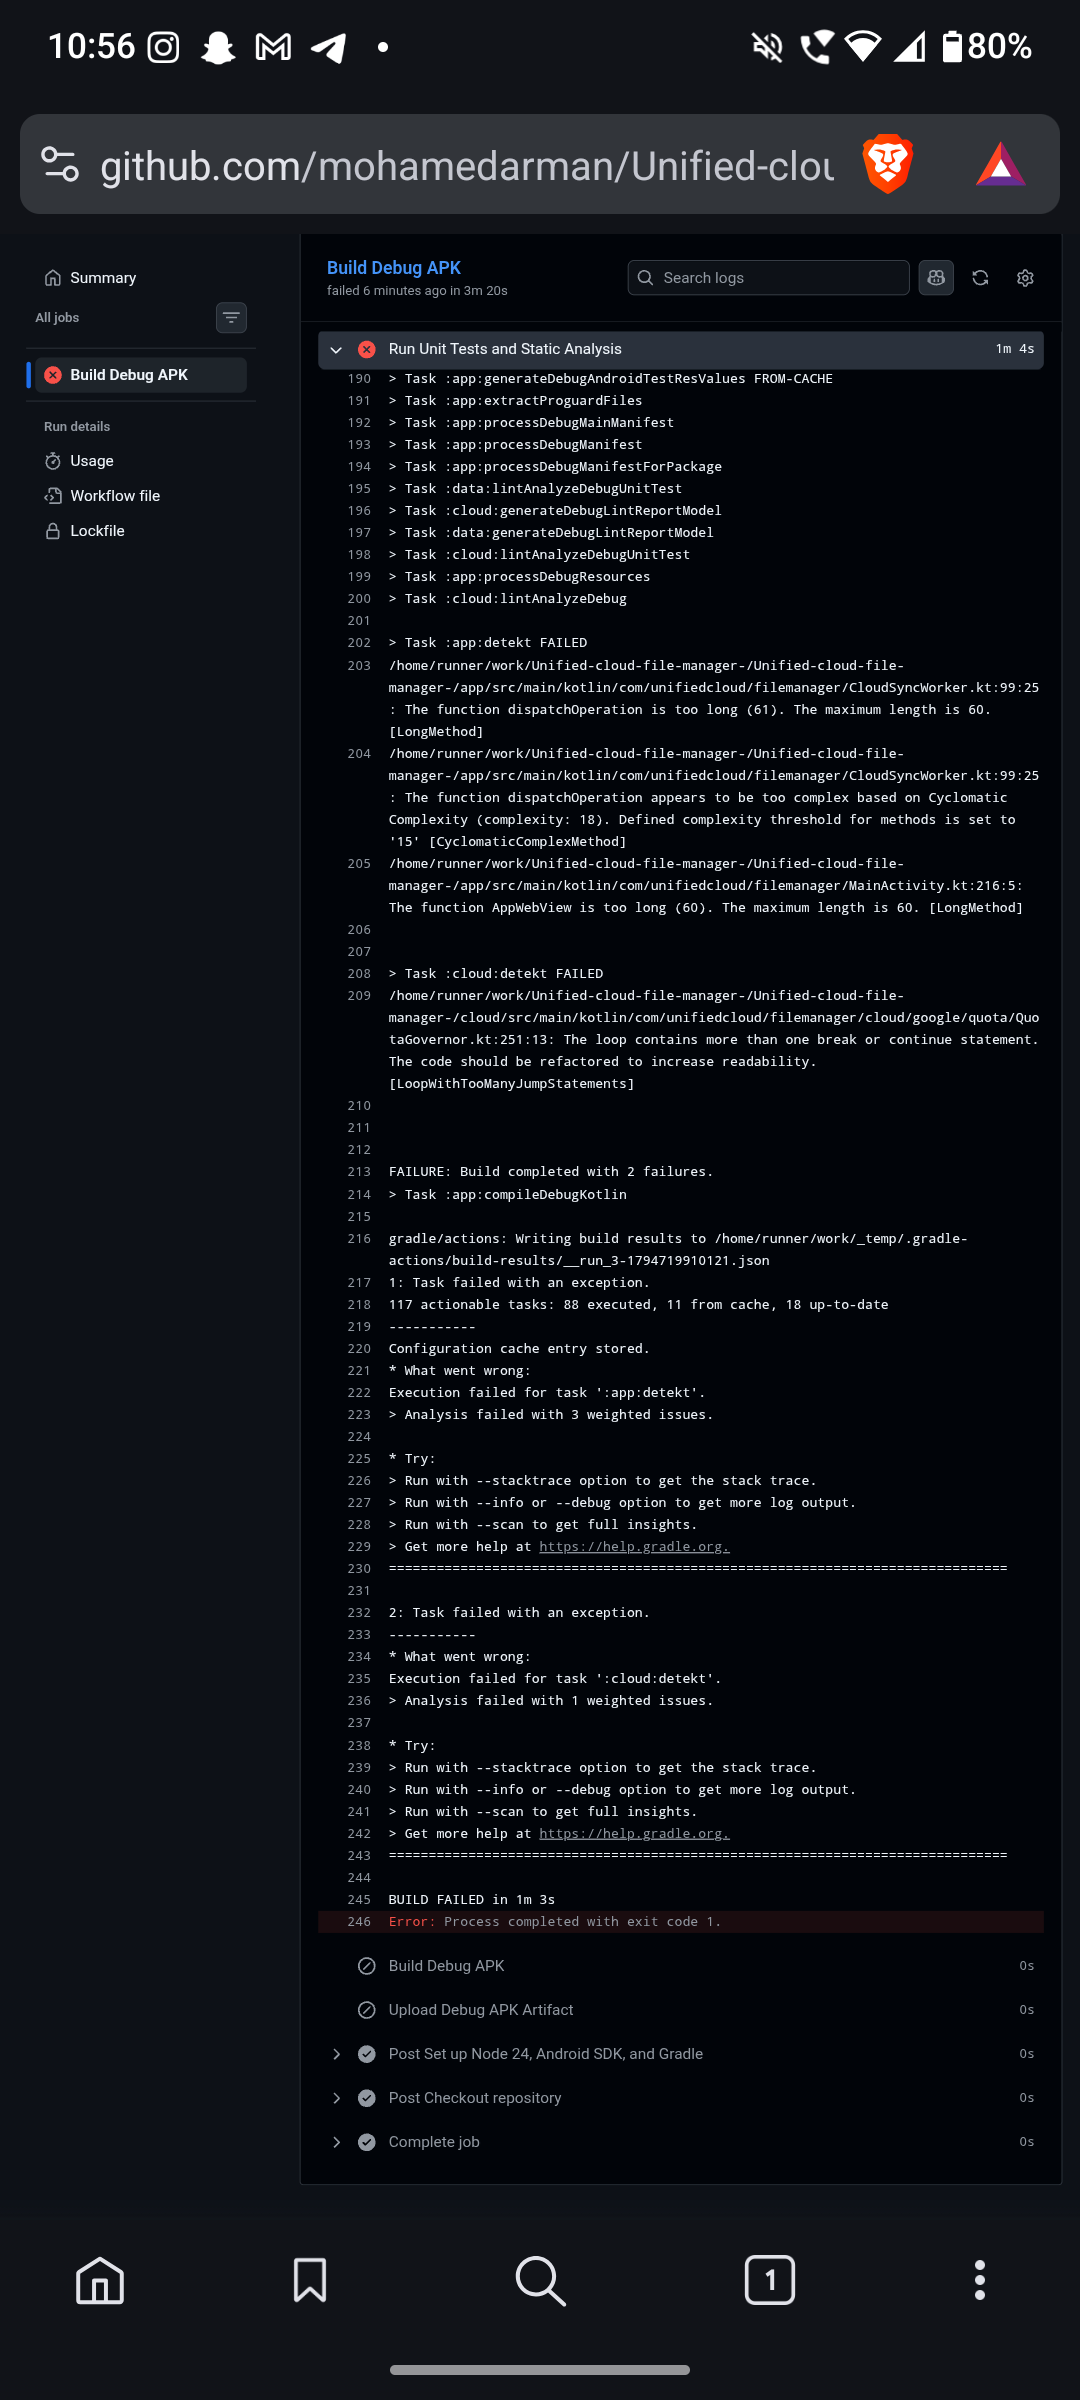 10:56
80%
github.com/mohamedarman/Unified-clou
Summary
All jobs
Build Debug APK
Run details
Usage
Workflow file
Lockfile
Build Debug APK
failed 6 minutes ago in 3m 20s
Search logs
Run Unit Tests and Static Analysis 1m 4s
190 > Task :app:generateDebugAndroidTestResValues FROM-CACHE
191 > Task :app:extractProguardFiles
192 > Task :app:processDebugMainManifest
193 > Task :app:processDebugManifest
194 > Task :app:processDebugManifestForPackage
195 > Task :data:lintAnalyzeDebugUnitTest
196 > Task :cloud:generateDebugLintReportModel
197 > Task :data:generateDebugLintReportModel
198 > Task :cloud:lintAnalyzeDebugUnitTest
199 > Task :app:processDebugResources
200 > Task :cloud:lintAnalyzeDebug
201
202 > Task :app:detekt FAILED
203 /home/runner/work/Unified-cloud-file-manager-/Unified-cloud-file-
manager-/app/src/main/kotlin/com/unifiedcloud/filemanager/CloudSyncWorker.kt:99:25
: The function dispatchOperation is too long (61). The maximum length is 60.
[LongMethod]
204 /home/runner/work/Unified-cloud-file-manager-/Unified-cloud-file-
manager-/app/src/main/kotlin/com/unifiedcloud/filemanager/CloudSyncWorker.kt:99:25
: The function dispatchOperation appears to be too complex based on Cyclomatic
Complexity (complexity: 18). Defined complexity threshold for methods is set to
'15' [CyclomaticComplexMethod]
205 /home/runner/work/Unified-cloud-file-manager-/Unified-cloud-file-
manager-/app/src/main/kotlin/com/unifiedcloud/filemanager/MainActivity.kt:216:5:
The function AppWebView is too long (60). The maximum length is 60. [LongMethod]
206
207
208 > Task :cloud:detekt FAILED
209 /home/runner/work/Unified-cloud-file-manager-/Unified-cloud-file-
manager-/cloud/src/main/kotlin/com/unifiedcloud/filemanager/cloud/google/quota/Quo
taGovernor.kt:251:13: The loop contains more than one break or continue statement.
The code should be refactored to increase readability.
[LoopWithTooManyJumpStatements]
210
211
212
213 FAILURE: Build completed with 2 failures.
214 > Task :app:compileDebugKotlin
215
216 gradle/actions: Writing build results to /home/runner/work/_temp/.gradle-
actions/build-results/__run_3-1794719910121.json
217 1: Task failed with an exception.
218 117 actionable tasks: 88 executed, 11 from cache, 18 up-to-date
219 -----------
220 Configuration cache entry stored.
221 * What went wrong:
222 Execution failed for task ':app:detekt'.
223 > Analysis failed with 3 weighted issues.
224
225 * Try:
226 > Run with --stacktrace option to get the stack trace.
227 > Run with --info or --debug option to get more log output.
228 > Run with --scan to get full insights.
229 > Get more help at https://help.gradle.org.
230 ==============================================================================
231
232 2: Task failed with an exception.
233 -----------
234 * What went wrong:
235 Execution failed for task ':cloud:detekt'.
236 > Analysis failed with 1 weighted issues.
237
238 * Try:
239 > Run with --stacktrace option to get the stack trace.
240 > Run with --info or --debug option to get more log output.
241 > Run with --scan to get full insights.
242 > Get more help at https://help.gradle.org.
243 ==============================================================================
244
245 BUILD FAILED in 1m 3s
246 Error: Process completed with exit code 1.
Build Debug APK 0s
Upload Debug APK Artifact 0s
Post Set up Node 24, Android SDK, and Gradle 0s
Post Checkout repository 0s
Complete job 0s
1